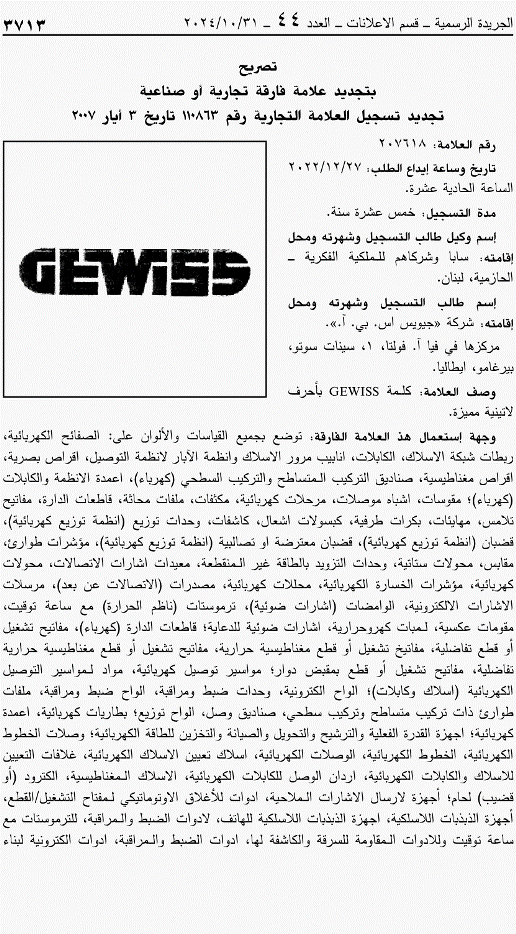 الجريدة الرسمية ــ قسم الاعلانات ــ العدد ٤٤ ــ ٢٠٢٤/١٠/٣١
٣٧١٣
تصريح
بتجديد علامة فارقة تجارية أو صناعية
تجديد تسجيل العلامة التجارية رقم ١١٠٨٦٣ تاريخ ٣ أيار ٢٠٠٧
رقم العلامة: ٢٠٧٦١٨
تاريخ وساعة إيداع الطلب: ٢٠٢٢/١٢/٢٧
الساعة الحادية عشرة.
مدة التسجيل: خمس عشرة سنة.
إسم وكيل طالب التسجيل وشهرته ومحل
إقامته: سابا وشركاهم للملكية الفكرية ــ
الحازمية، لبنان.
إسم طالب التسجيل وشهرته ومحل
إقامته: شركة «جيويس اس. بي. آ.».
مركزها في فيا آ. فولتا، ١، سينات سوتو،
بيرغامو، ايطاليا.
وصف العلامة: كلمة GEWISS بأحرف
لاتينية مميزة.
GEWISS
وجهة إستعمال هذ العلامة الفارقة: توضع بجميع القياسات والألوان على: الصفائح الكهربائية،
ربطات شبكة الاسلاك، الكابلات، انابيب مرور الاسلاك وانظمة الآبار لانظمة التوصيل، اقراص بصرية،
اقراص مغناطيسية، صناديق التركيب المتساطح والتركيب السطحي (كهرباء)، اعمدة الانظمة والكابلات
(كهرباء)؛ مقوسات، اشباه موصلات، مرحلات كهربائية، مكثفات، ملفات محاثة، قاطعات الدارة، مفاتيح
تلامس، مهايئات، بكرات طرفية، كبسولات اشعال، كاشفات، وحدات توزيع (انظمة توزيع كهربائية)،
قضبان (انظمة توزيع كهربائية)، قضبان معترضة او تصالبية (انظمة توزيع كهربائية)، مؤشرات طوارئ،
مقابس، محولات ستاتية، وحدات التزويد بالطاقة غير المنقطعة، معيدات اشارات الاتصالات، محولات
كهربائية، مؤشرات الخسارة الكهربائية، محللات كهربائية، مصدرات (الاتصالات عن بعد)، مرسلات
الاشارات الالكترونية، الوامضات (اشارات ضوئية)، ترموستات (ناظم الحرارة) مع ساعة توقيت،
مقومات عكسية، لمبات كهروحرارية، اشارات ضوئية للدعاية؛ قاطعات الدارة (كهرباء)، مفاتيح تشغيل
أو قطع تفاضلية، مفاتيخ تشغيل أو قطع مغناطيسية حرارية، مفاتيح تشغيل أو قطع مغناطيسية حرارية
تفاضلية، مفاتيح تشغيل أو قطع بمقبض دوار؛ مواسير توصيل كهربائية، مواد لمواسير التوصيل
الكهربائية (اسلاك وكابلات)؛ الواح الكترونية، وحدات ضبط ومراقبة، الواح ضبط ومراقبة، ملفات
طوارئ ذات تركيب متساطح وتركيب سطحي، صناديق وصل، الواح توزيع؛ بطاريات كهربائية، اعمدة
كهربائية؛ اجهزة القدرة الفعلية والترشيح والتحويل والصيانة والتخزين للطاقة الكهربائية؛ وصلات الخطوط
الكهربائية، الخطوط الكهربائية، الوصلات الكهربائية، اسلاك تعيين الاسلاك الكهربائية، غلافات التعيين
للاسلاك والكابلات الكهربائية، اردان الوصل للكابلات الكهربائية، الاسلاك المغناطيسية، الكترود (أو
قضيب) لحام؛ أجهزة لارسال الاشارات الملاحية، ادوات للأغلاق الاوتوماتيكي لمفتاح التشغيل/القطع،
أجهزة الذبذبات اللاسلكية، اجهزة الذبذبات اللاسلكية للهاتف، لادوات الضبط والمراقبة، للترموستات مع
ساعة توقيت وللادوات المقاومة للسرقة والكاشفة لها، ادوات الضبط والمراقبة، ادوات الكترونية لبناء